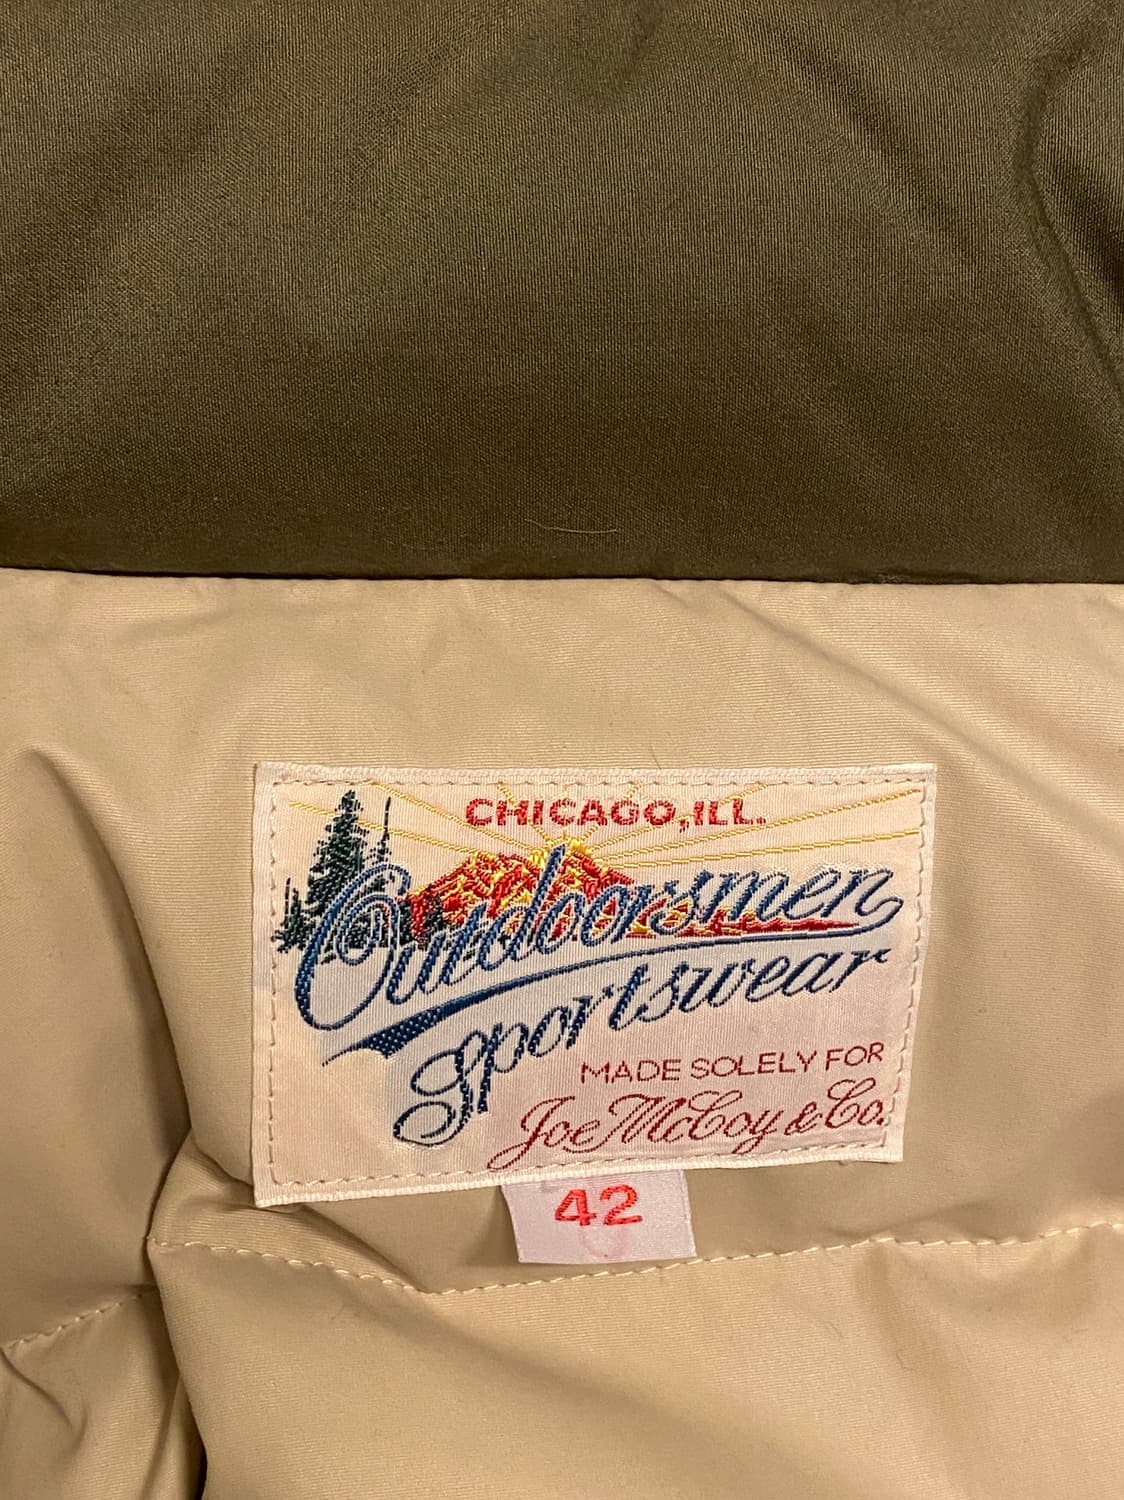 CHICAGO, ILL.
Outdoorsmen
Sportswear
MADE SOLELY FOR
Joe McCoy & Co.
42